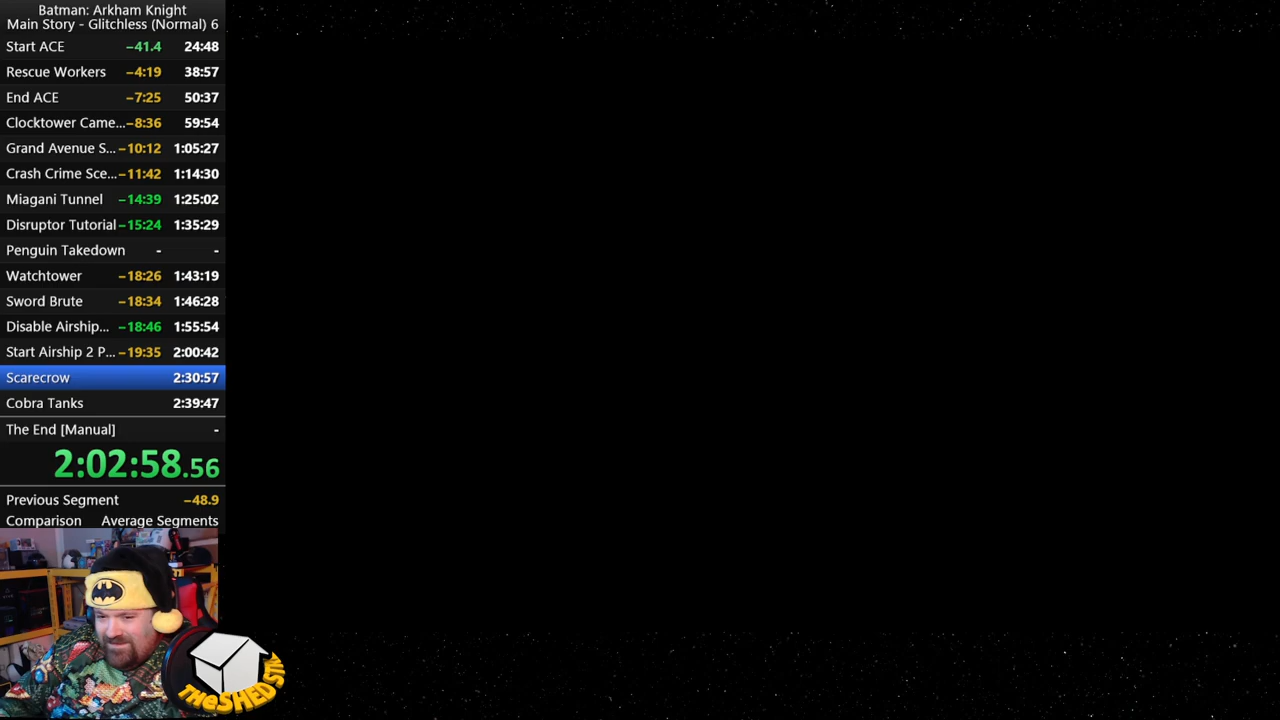 Batman: Arkham Knight
Main Story - Glitchless (Normal) 6
Start ACE -41.4 24:48
Rescue Workers -4:19 38:57
End ACE -7:25 50:37
Clocktower Came... -8:36 59:54
Grand Avenue S... -10:12 1:05:27
Crash Crime Sce... -11:42 1:14:30
Miagani Tunnel -14:39 1:25:02
Disruptor Tutorial -15:24 1:35:29
Penguin Takedown - -
Watchtower -18:26 1:43:19
Sword Brute -18:34 1:46:28
Disable Airship... -18:46 1:55:54
Start Airship 2 P... -19:35 2:00:42
Scarecrow 2:30:57
Cobra Tanks 2:39:47
The End [Manual] -
2:02:58.56
Previous Segment -48.9
Comparison Average Segments
THESHEDSTIV